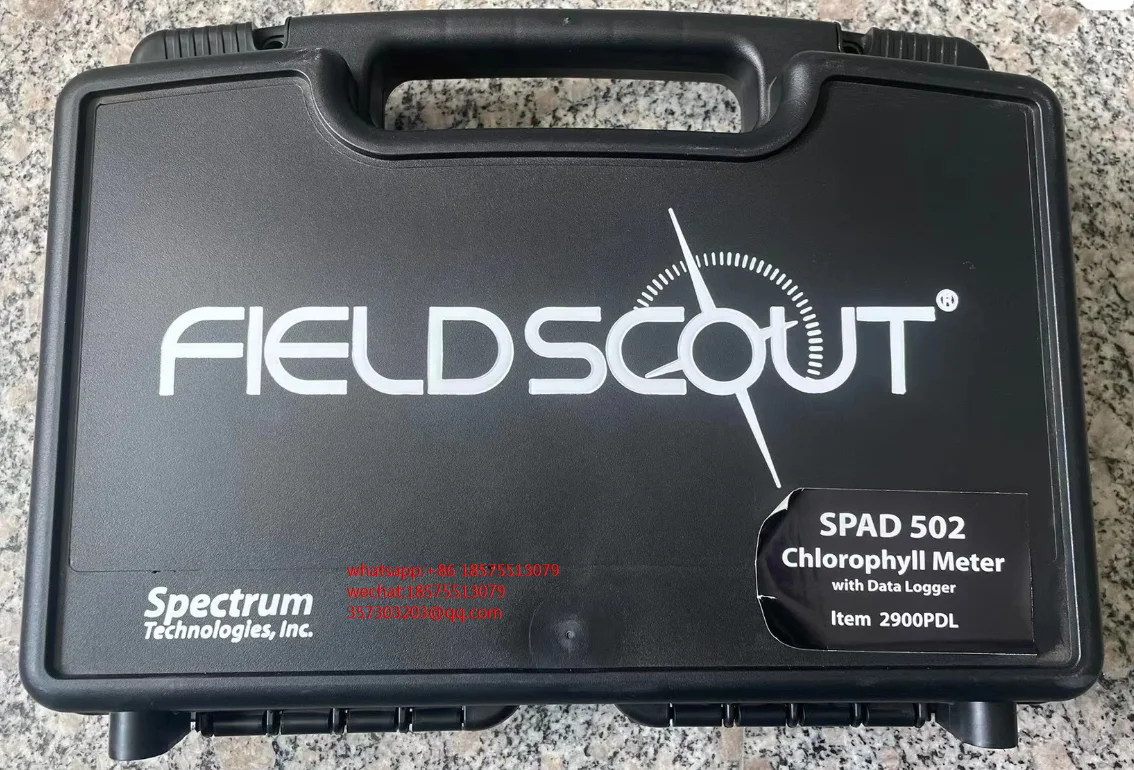 FIELDSCOUT®
SPAD 502
Chlorophyll Meter
with Data Logger
Item 2900PDL
Spectrum
Technologies, Inc.
whatsapp:+86 18575513079
wechat;18575513079
357303203@qq.com